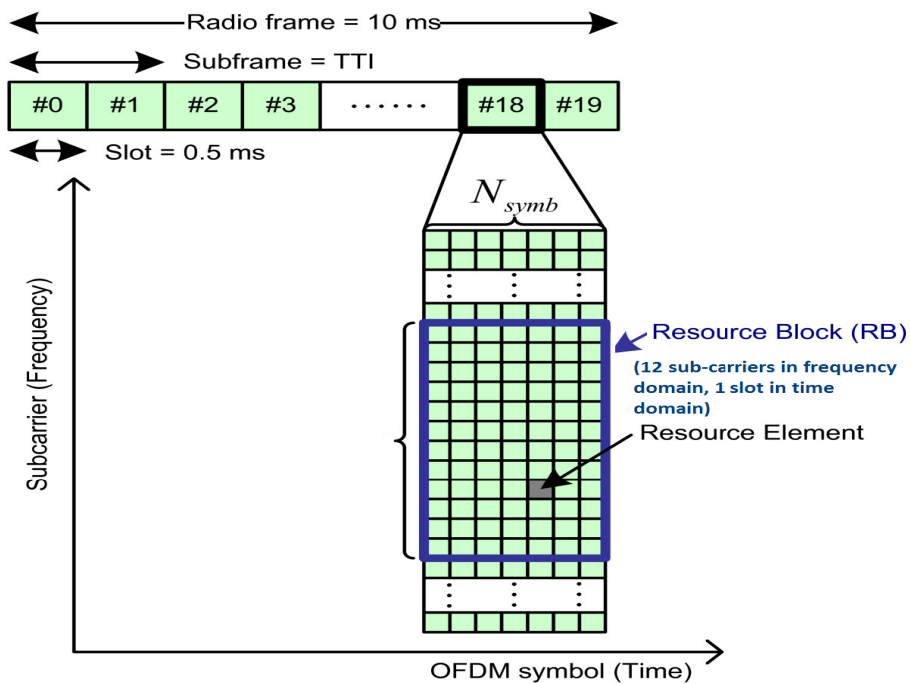 Radio frame = 10 ms
Subframe = TTI
#0 #1 #2 #3 ...... #18 #19
Slot = 0.5 ms
N symb
Subcarrier (Frequency)
Resource Block (RB)
(12 sub-carriers in frequency
domain, 1 slot in time
domain)
Resource Element
OFDM symbol (Time)